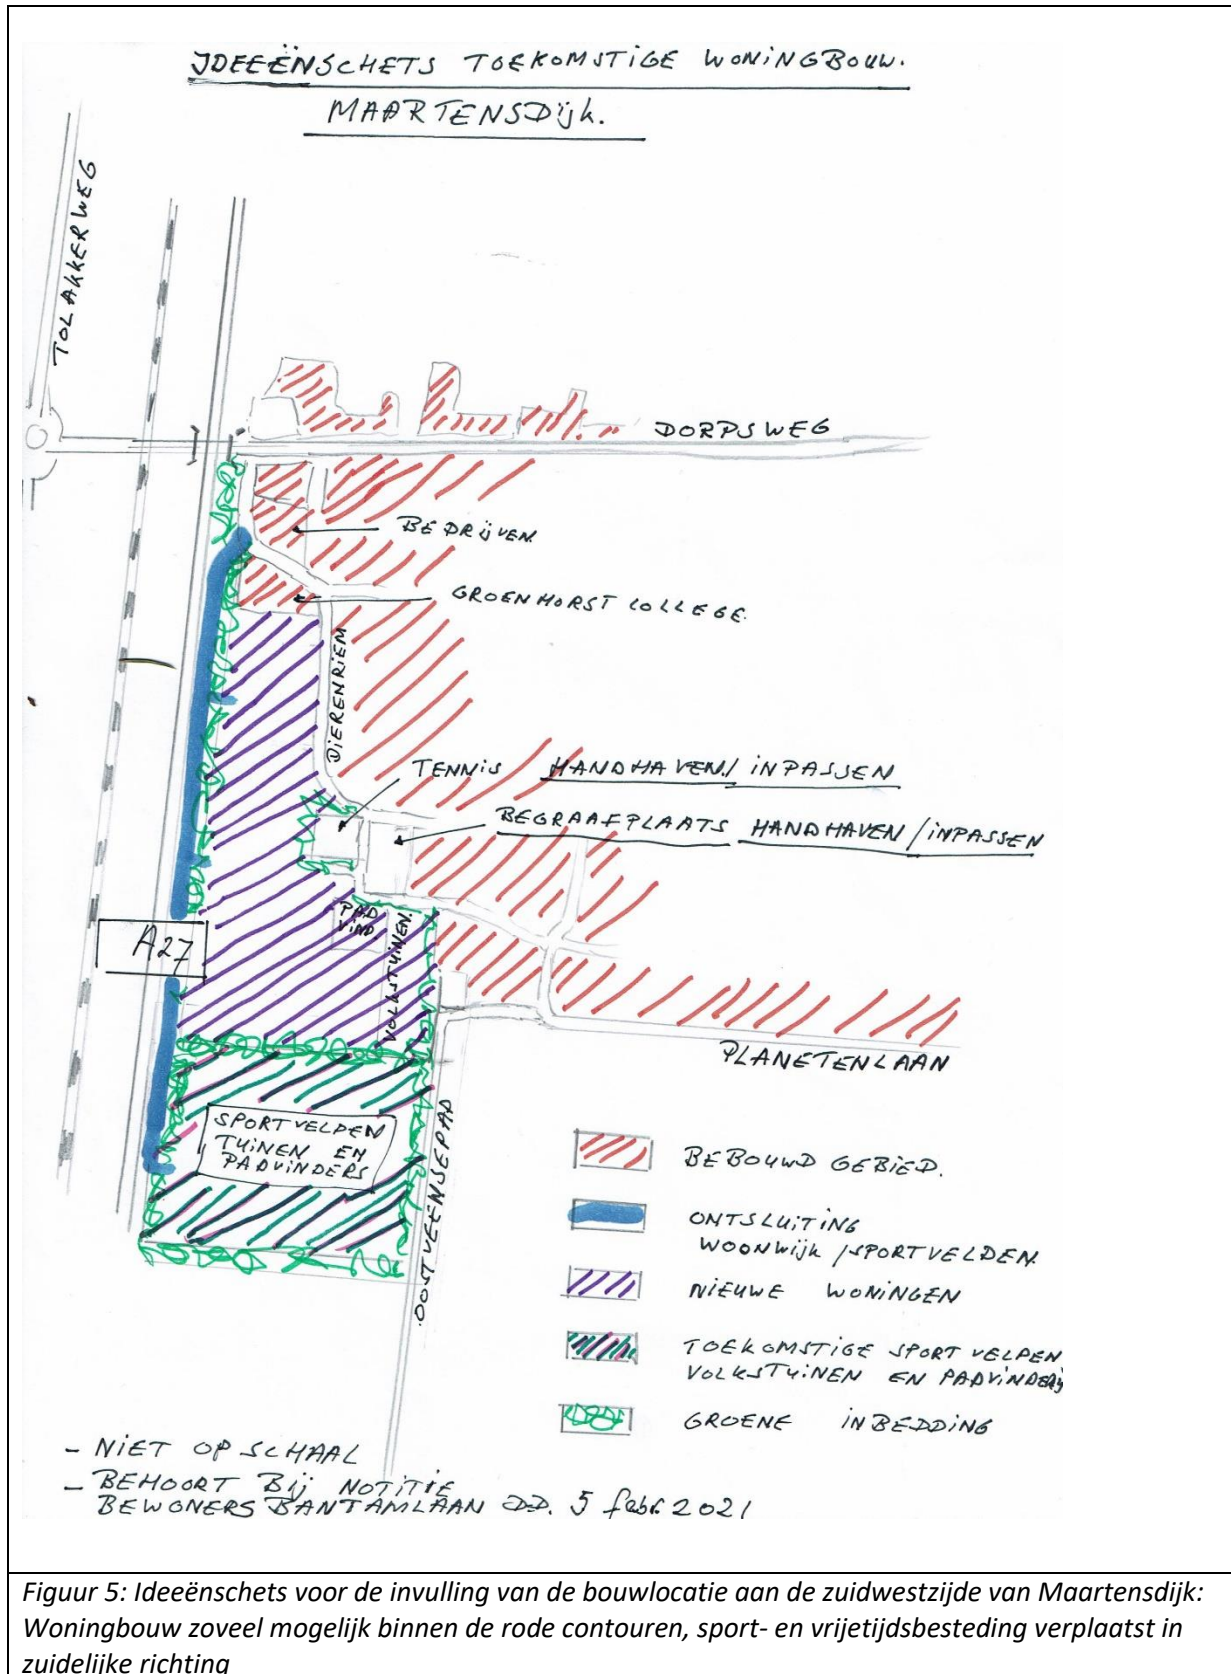 IDEEËNSCHETS TOEKOMSTIGE WONINGBOUW.
MAARTENSDIJK.
TOLAKKERWEG
DORPSWEG
BEDRIJVEN
GROENHORST COLLEGE.
DIERENRIEM
TENNIS HANDHAVEN/INPASSEN
BEGRAAFPLAATS HANDHAVEN/INPASSEN
PAD
VIND.
VOLKSTUINEN.
A27
PLANETENLAAN
SPORTVELDEN
TUINEN EN
PADVINDERS
OOSTVEENSEPAD
BEBOUWD GEBIED.
ONTSLUITING
WOONWIJK/SPORTVELDEN.
NIEUWE WONINGEN
TOEKOMSTIGE SPORTVELDEN
VOLKSTUINEN EN PADVINDERIJ
GROENE INBEDDING
- NIET OP SCHAAL
- BEHOORT BIJ NOTITIE
BEWONERS BANTAMLAAN D.D. 5 febr. 2021
Figuur 5: Ideeënschets voor de invulling van de bouwlocatie aan de zuidwestzijde van Maartensdijk:
Woningbouw zoveel mogelijk binnen de rode contouren, sport- en vrijetijdsbesteding verplaatst in
zuidelijke richting